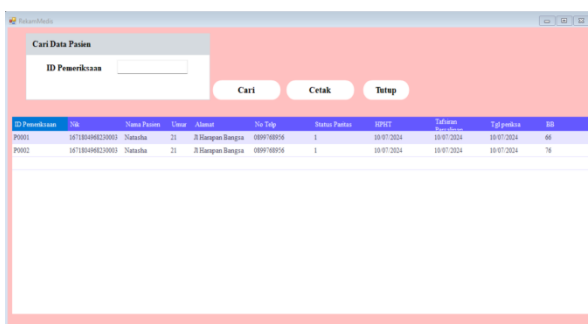 RekamMedis
Cari Data Pasien
ID Pemeriksaan
Cari Cetak Tutup
ID Pemeriksaan Nik Nama Pasien Umur Alamat No Telp Status Paritas HPHT Tafsiran Persalinan Tgl periksa BB
P0001 1671804968230003 Natasha 21 Jl Harapan Bangsa 0899768956 1 10/07/2024 10/07/2024 10/07/2024 66
P0002 1671804968230003 Natasha 21 Jl Harapan Bangsa 0899768956 1 10/07/2024 10/07/2024 10/07/2024 76